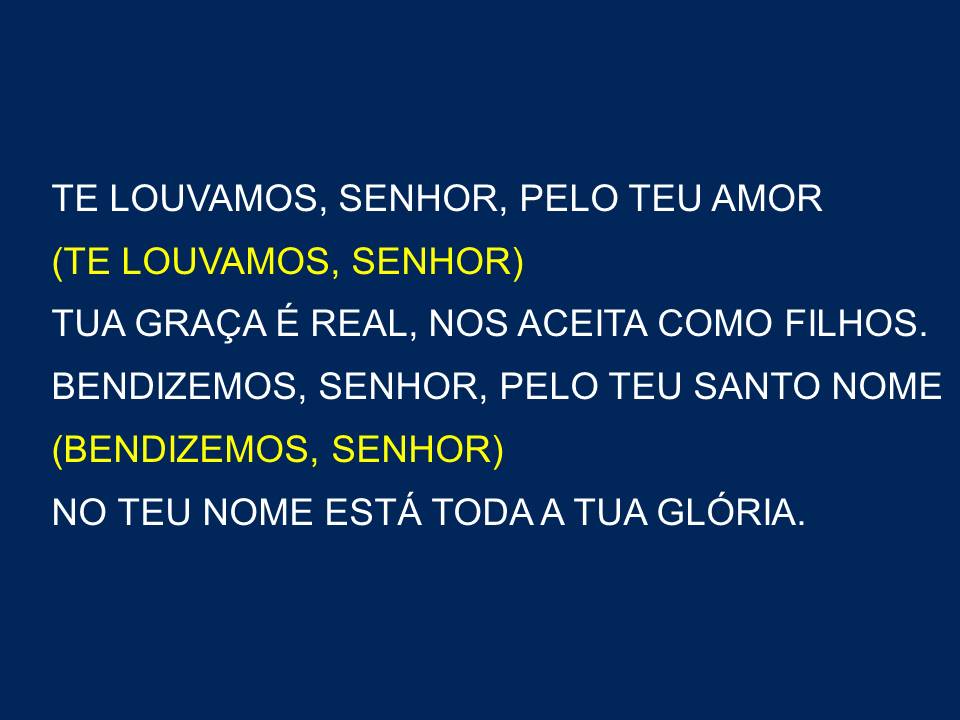 TE LOUVAMOS, SENHOR, PELO TEU AMOR
(TE LOUVAMOS, SENHOR)
TUA GRAÇA É REAL, NOS ACEITA COMO FILHOS.
BENDIZEMOS, SENHOR, PELO TEU SANTO NOME
(BENDIZEMOS, SENHOR)
NO TEU NOME ESTÁ TODA A TUA GLÓRIA.